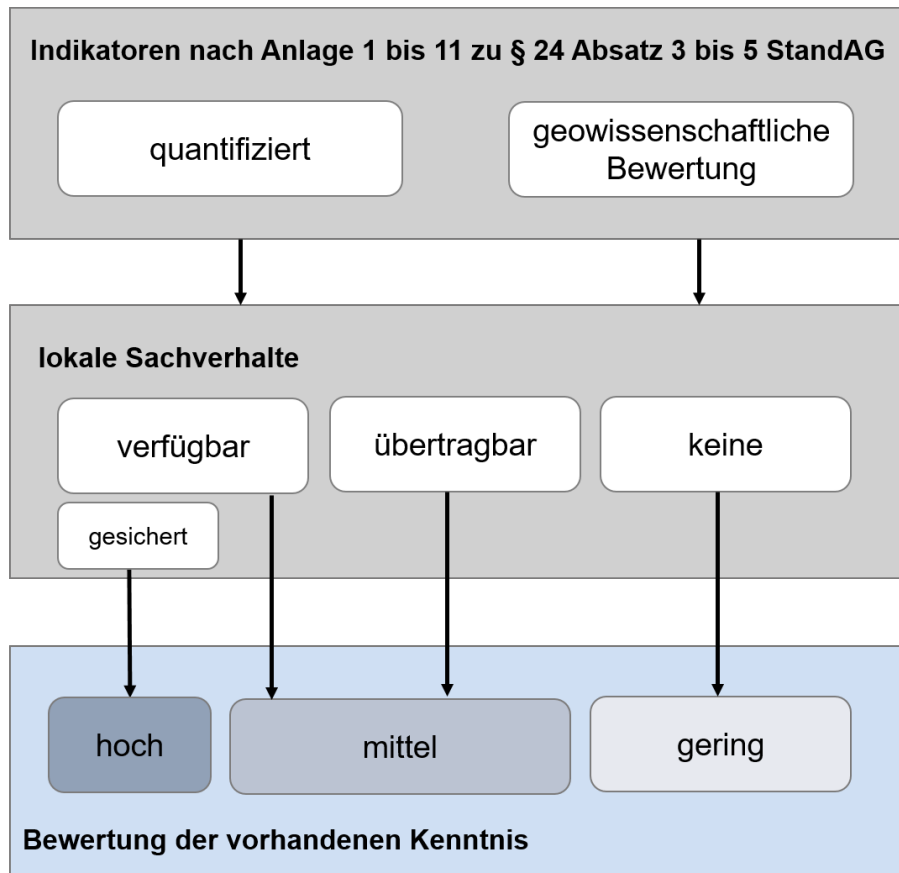 Indikatoren nach Anlage 1 bis 11 zu § 24 Absatz 3 bis 5 StandAG
quantifiziert
geowissenschaftliche
Bewertung
lokale Sachverhalte
verfügbar
übertragbar
keine
gesichert
hoch
mittel
gering
Bewertung der vorhandenen Kenntnis